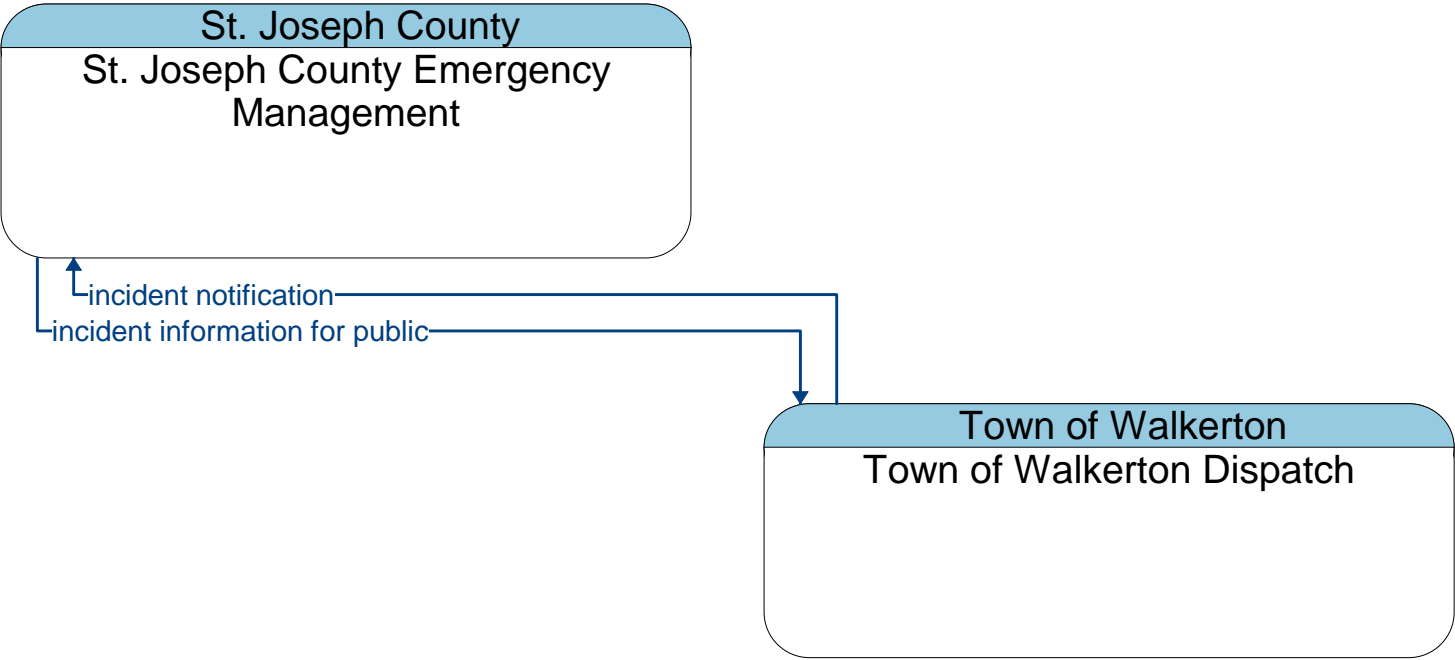 St. Joseph County
St. Joseph County Emergency
Management
incident notification
incident information for public
Town of Walkerton
Town of Walkerton Dispatch